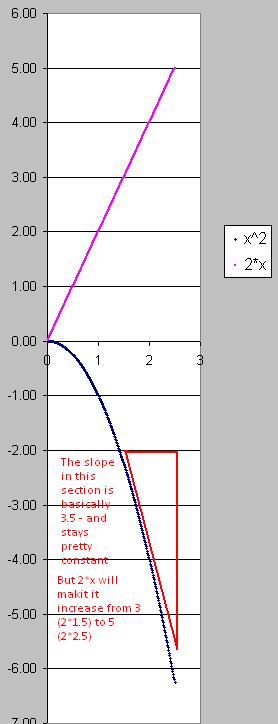 6.00
5.00
4.00
3.00
2.00
1.00
0.00
0 1 2 3
-1.00
-2.00
-3.00
-4.00
-5.00
-6.00
-7.00
x^2
2*x
The slope
in this
section is
basically
3.5 - and
stays
pretty
constant
But 2*x will
makit it
increase from 3
(2*1.5) to 5
(2*2.5)